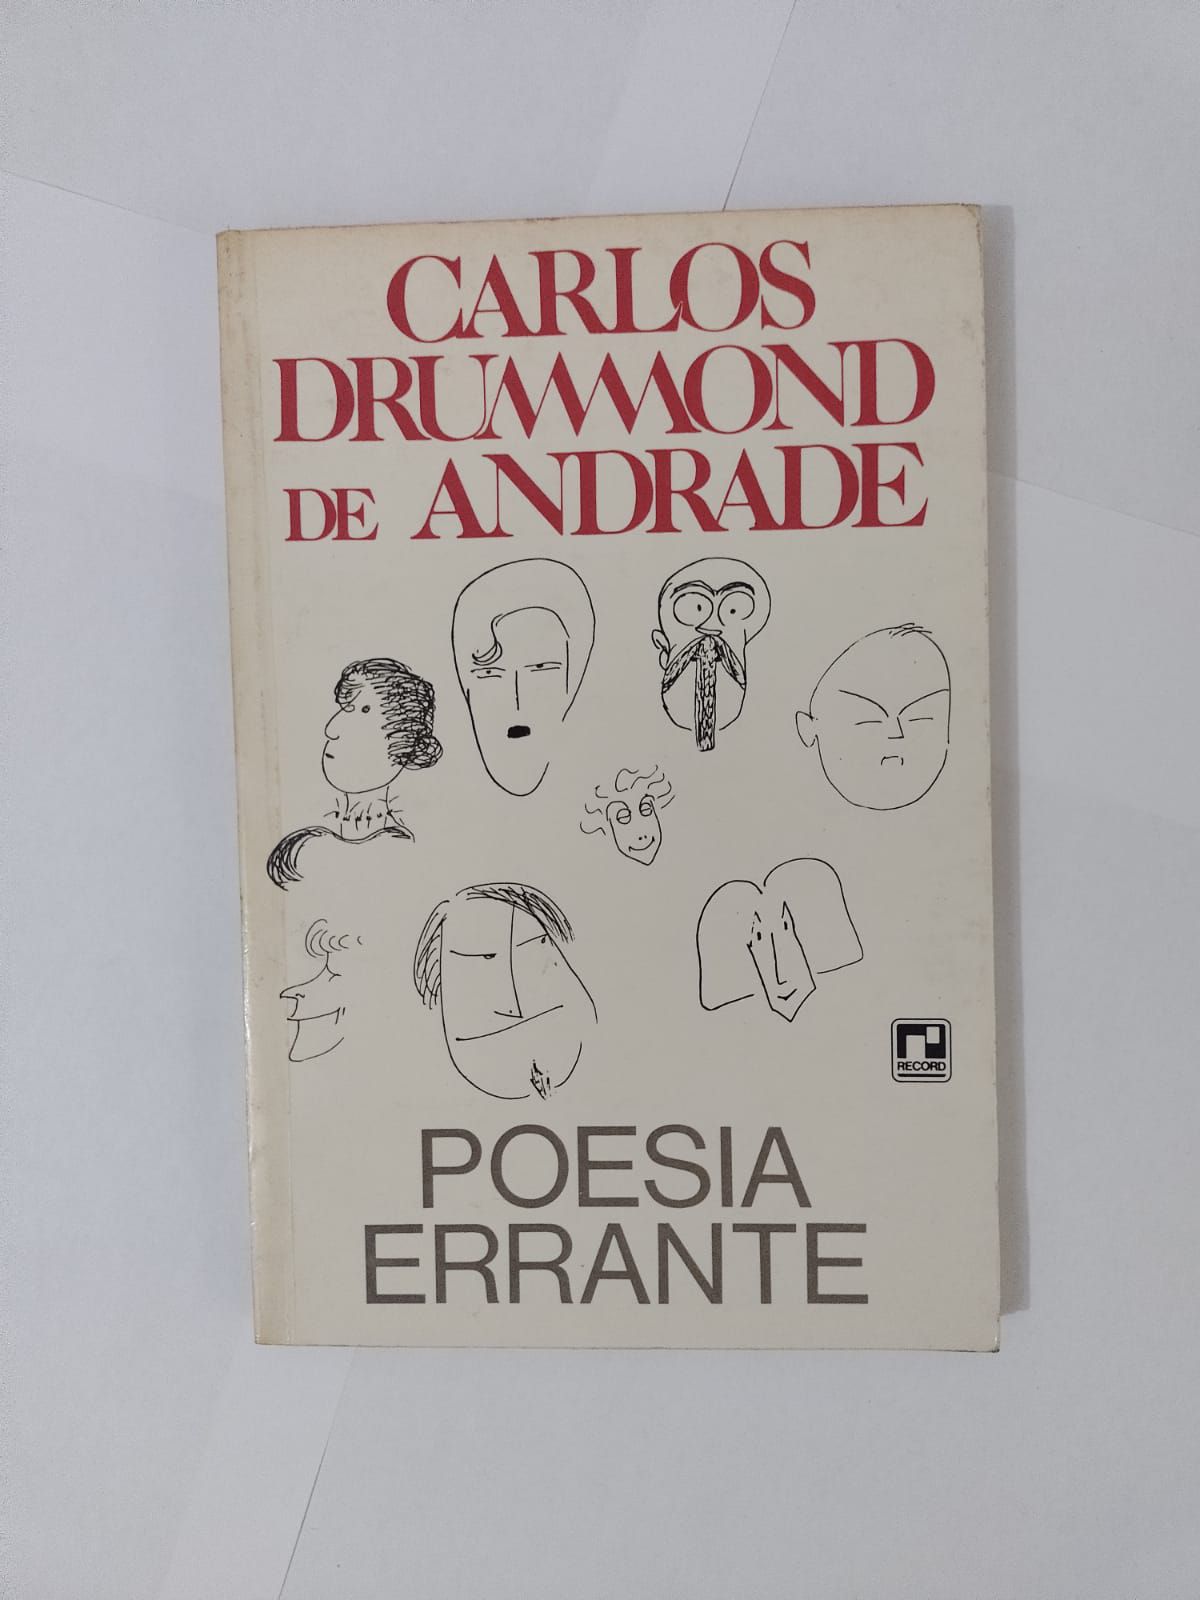 CARLOS
DRUMMOND
DE ANDRADE
RECORD
POESIA
ERRANTE